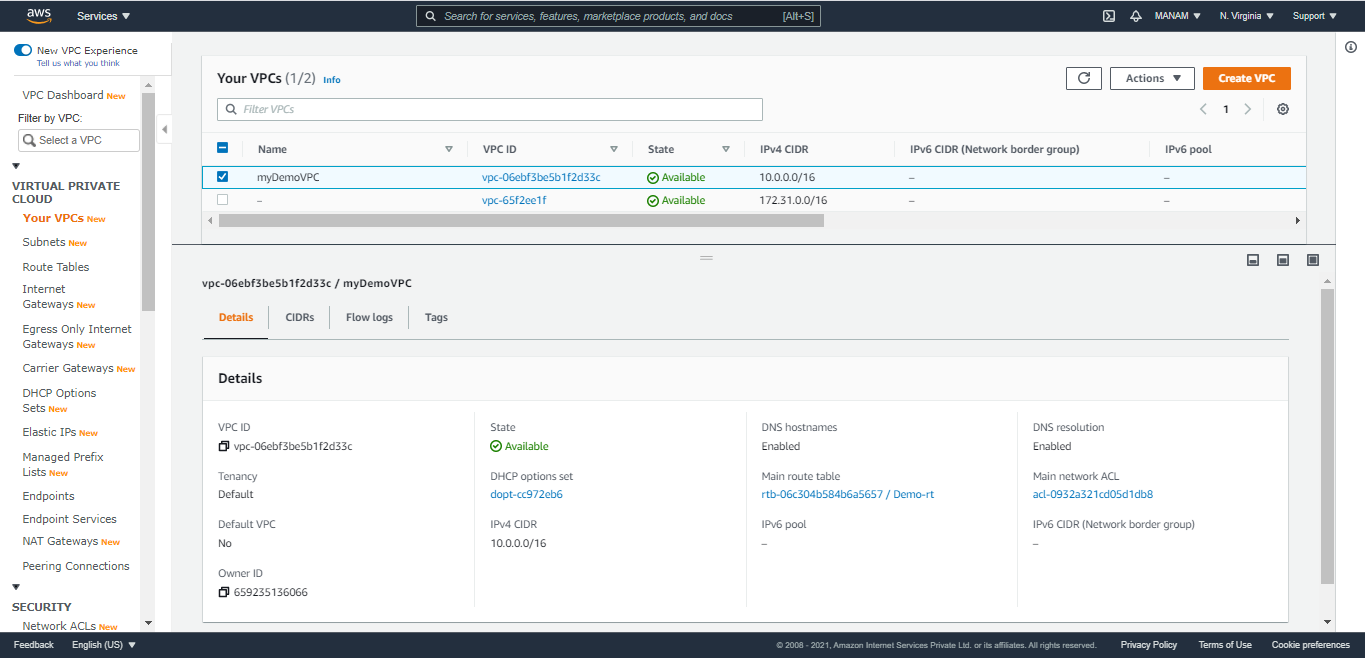 aws Services ▼ Search for services, features, marketplace products, and docs [Alt+S] MANAM ▼ N. Virginia ▼ Support ▼
New VPC Experience
Tell us what you think
VPC Dashboard New
Filter by VPC:
Select a VPC
VIRTUAL PRIVATE
CLOUD
Your VPCs New
Subnets New
Route Tables
Internet
Gateways New
Egress Only Internet
Gateways New
Carrier Gateways New
DHCP Options
Sets New
Elastic IPs New
Managed Prefix
Lists New
Endpoints
Endpoint Services
NAT Gateways New
Peering Connections
SECURITY
Network ACLs New
Your VPCs (1/2) Info
Actions ▼ Create VPC
Filter VPCs
1
Name VPC ID State IPv4 CIDR IPv6 CIDR (Network border group) IPv6 pool
myDemoVPC vpc-06ebf3be5b1f2d33c Available 10.0.0.0/16 – –
– vpc-65f2ee1f Available 172.31.0.0/16 – –
vpc-06ebf3be5b1f2d33c / myDemoVPC
Details CIDRs Flow logs Tags
Details
VPC ID State DNS hostnames DNS resolution
vpc-06ebf3be5b1f2d33c Available Enabled Enabled
Tenancy DHCP options set Main route table Main network ACL
Default dopt-cc972eb6 rtb-06c304b584b6a5657 / Demo-rt acl-0932a321cd05d1db8
Default VPC IPv4 CIDR IPv6 pool IPv6 CIDR (Network border group)
No 10.0.0.0/16 – –
Owner ID
659235136066
Feedback English (US) ▼ © 2008 - 2021, Amazon Internet Services Private Ltd. or its affiliates. All rights reserved. Privacy Policy Terms of Use Cookie preferences